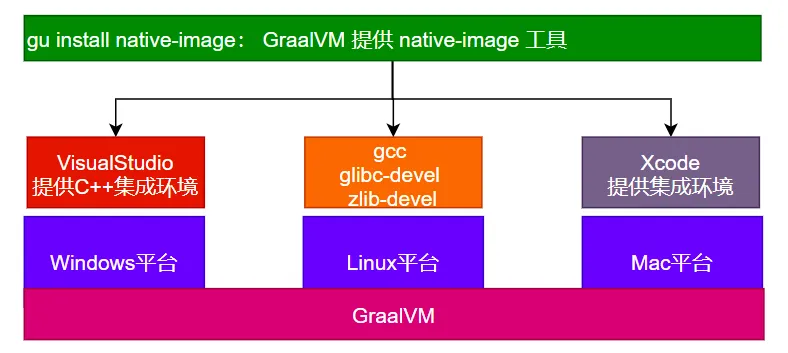 gu install native-image： GraalVM 提供 native-image 工具
VisualStudio
提供C++集成环境
gcc
glibc-devel
zlib-devel
Xcode
提供集成环境
Windows平台
Linux平台
Mac平台
GraalVM